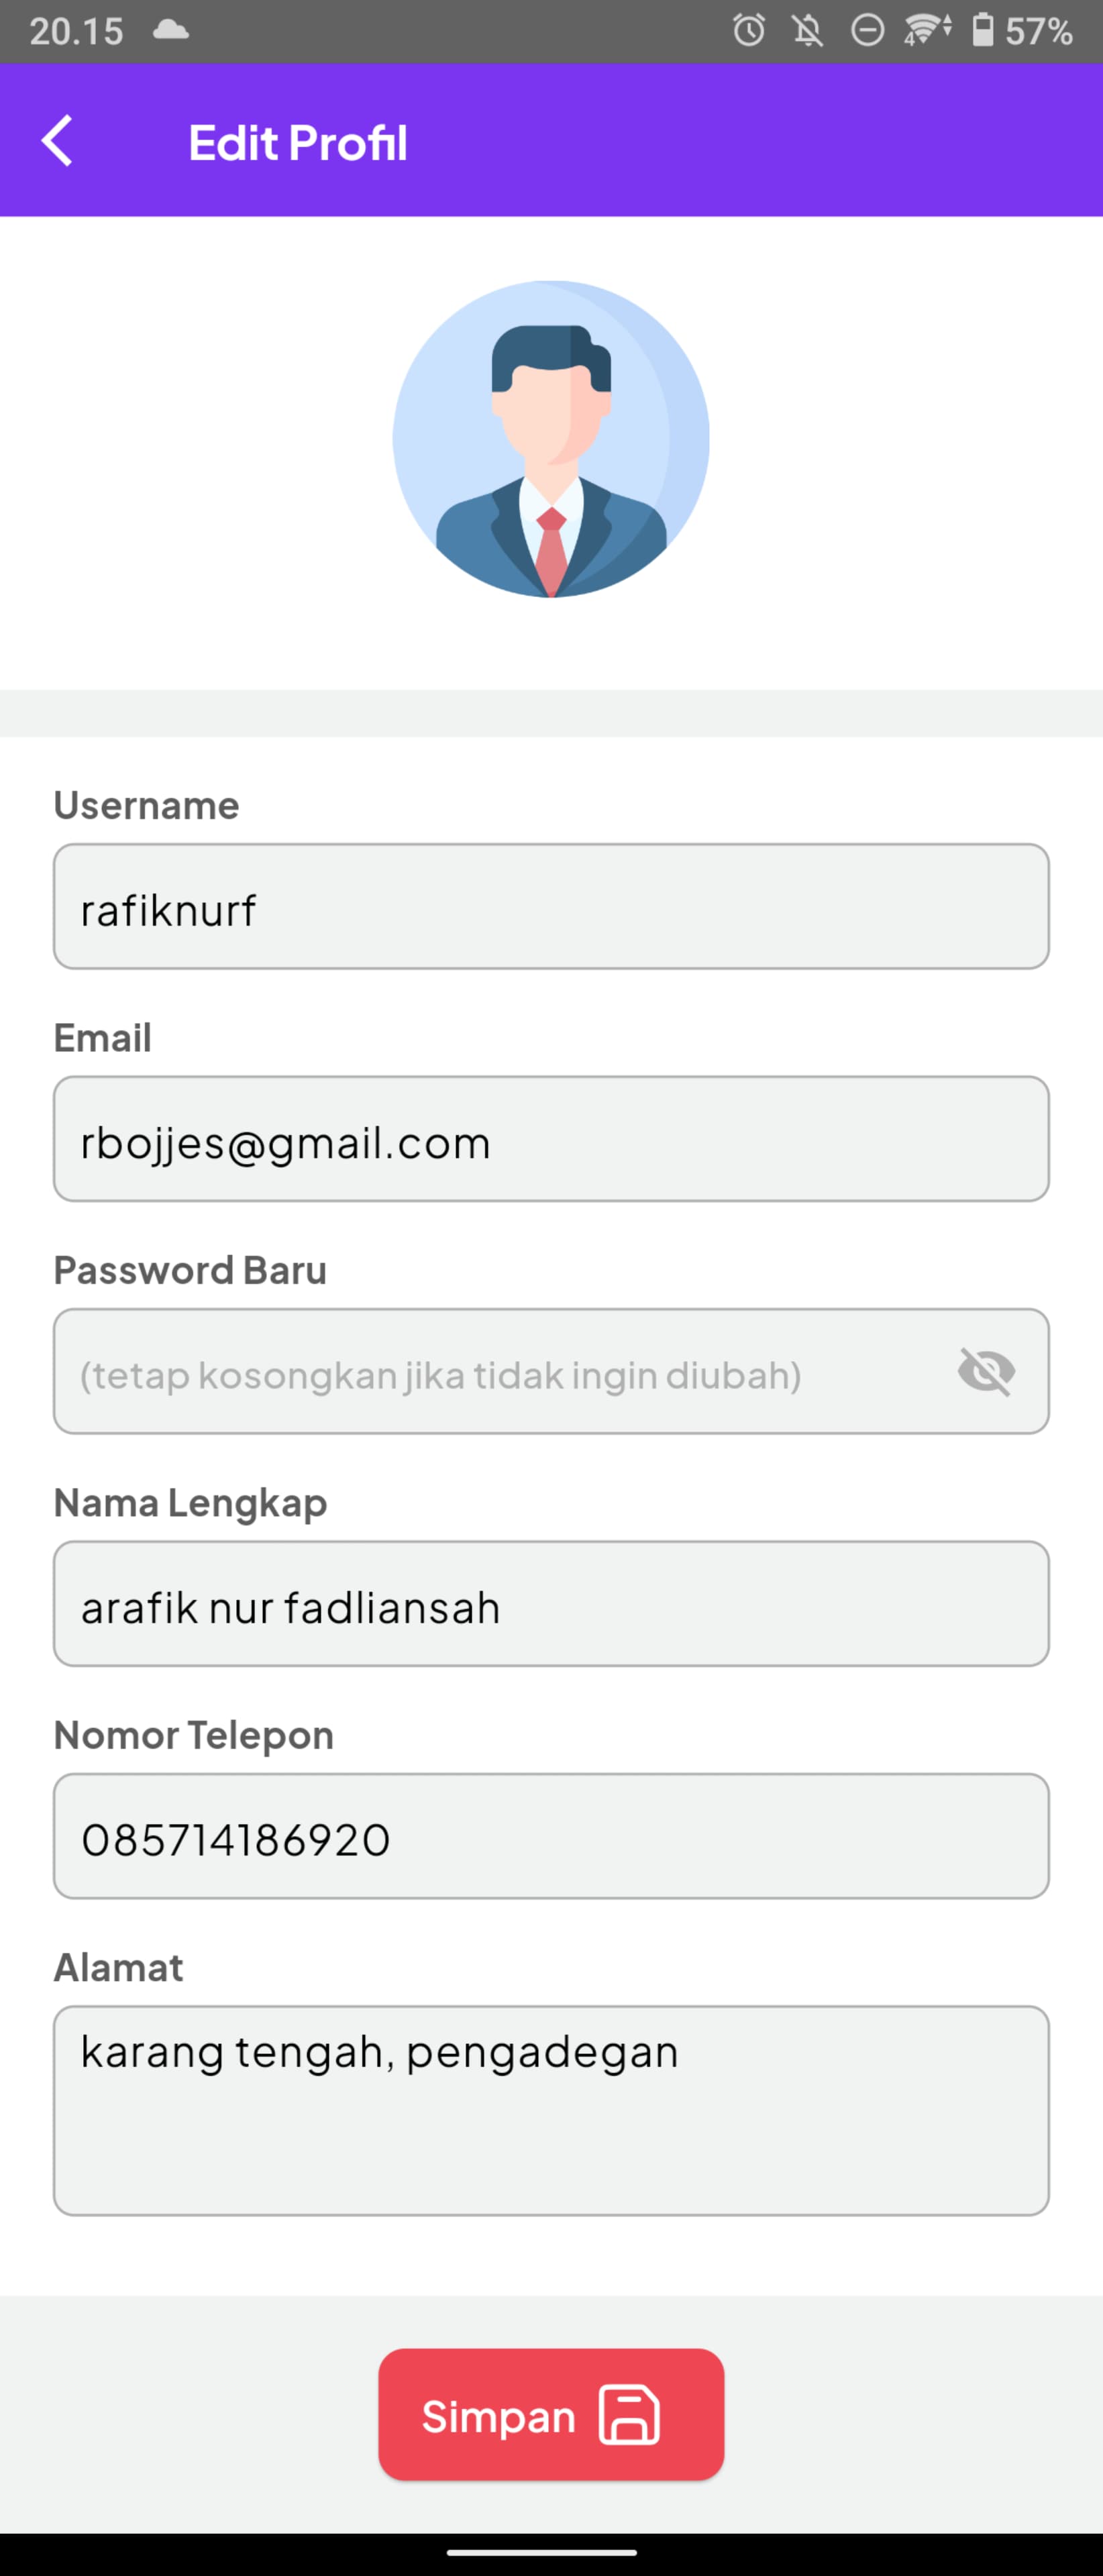 20.15
4
57%
Edit Profil
Username
rafiknurf
Email
rbojjes@gmail.com
Password Baru
(tetap kosongkan jika tidak ingin diubah)
Nama Lengkap
arafik nur fadliansah
Nomor Telepon
085714186920
Alamat
karang tengah, pengadegan
Simpan